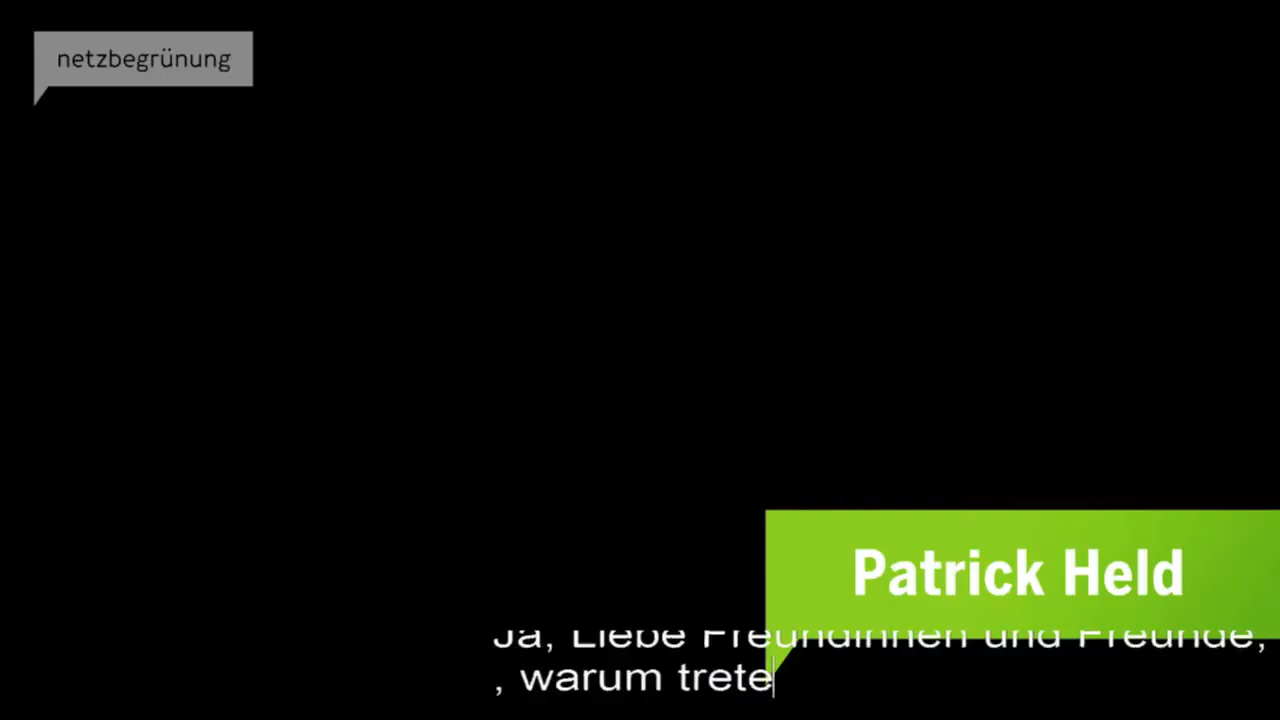 netzbegrünung
Patrick Held
Ja, Liebe Freundinnen und Freunde,
, warum trete